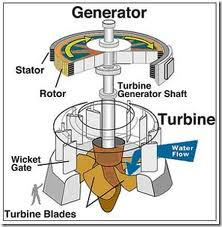 Generator
Stator
Rotor
Turbine
Generator Shaft
Turbine
Wicket
Gate
Water
Flow
Turbine Blades